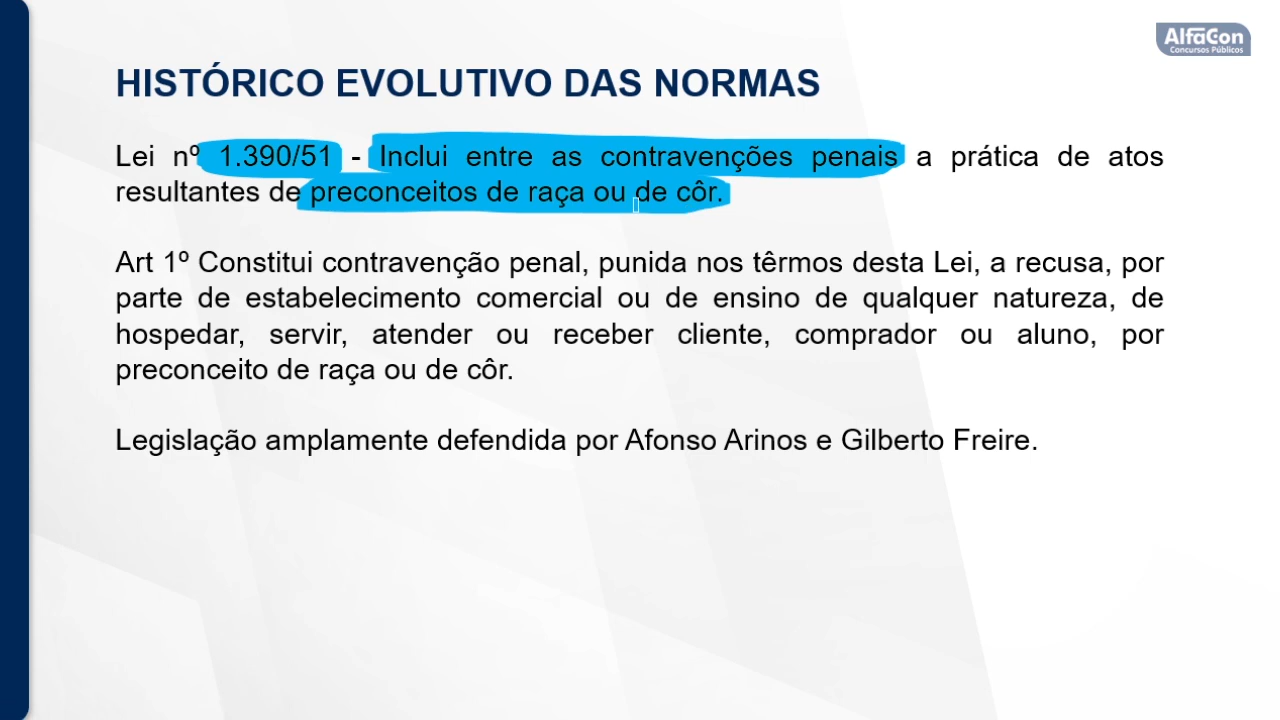 AlfaCon
Concursos Públicos
HISTÓRICO EVOLUTIVO DAS NORMAS
Lei nº 1.390/51 - Inclui entre as contravenções penais a prática de atos
resultantes de preconceitos de raça ou de côr.
Art 1º Constitui contravenção penal, punida nos têrmos desta Lei, a recusa, por
parte de estabelecimento comercial ou de ensino de qualquer natureza, de
hospedar, servir, atender ou receber cliente, comprador ou aluno, por
preconceito de raça ou de côr.
Legislação amplamente defendida por Afonso Arinos e Gilberto Freire.